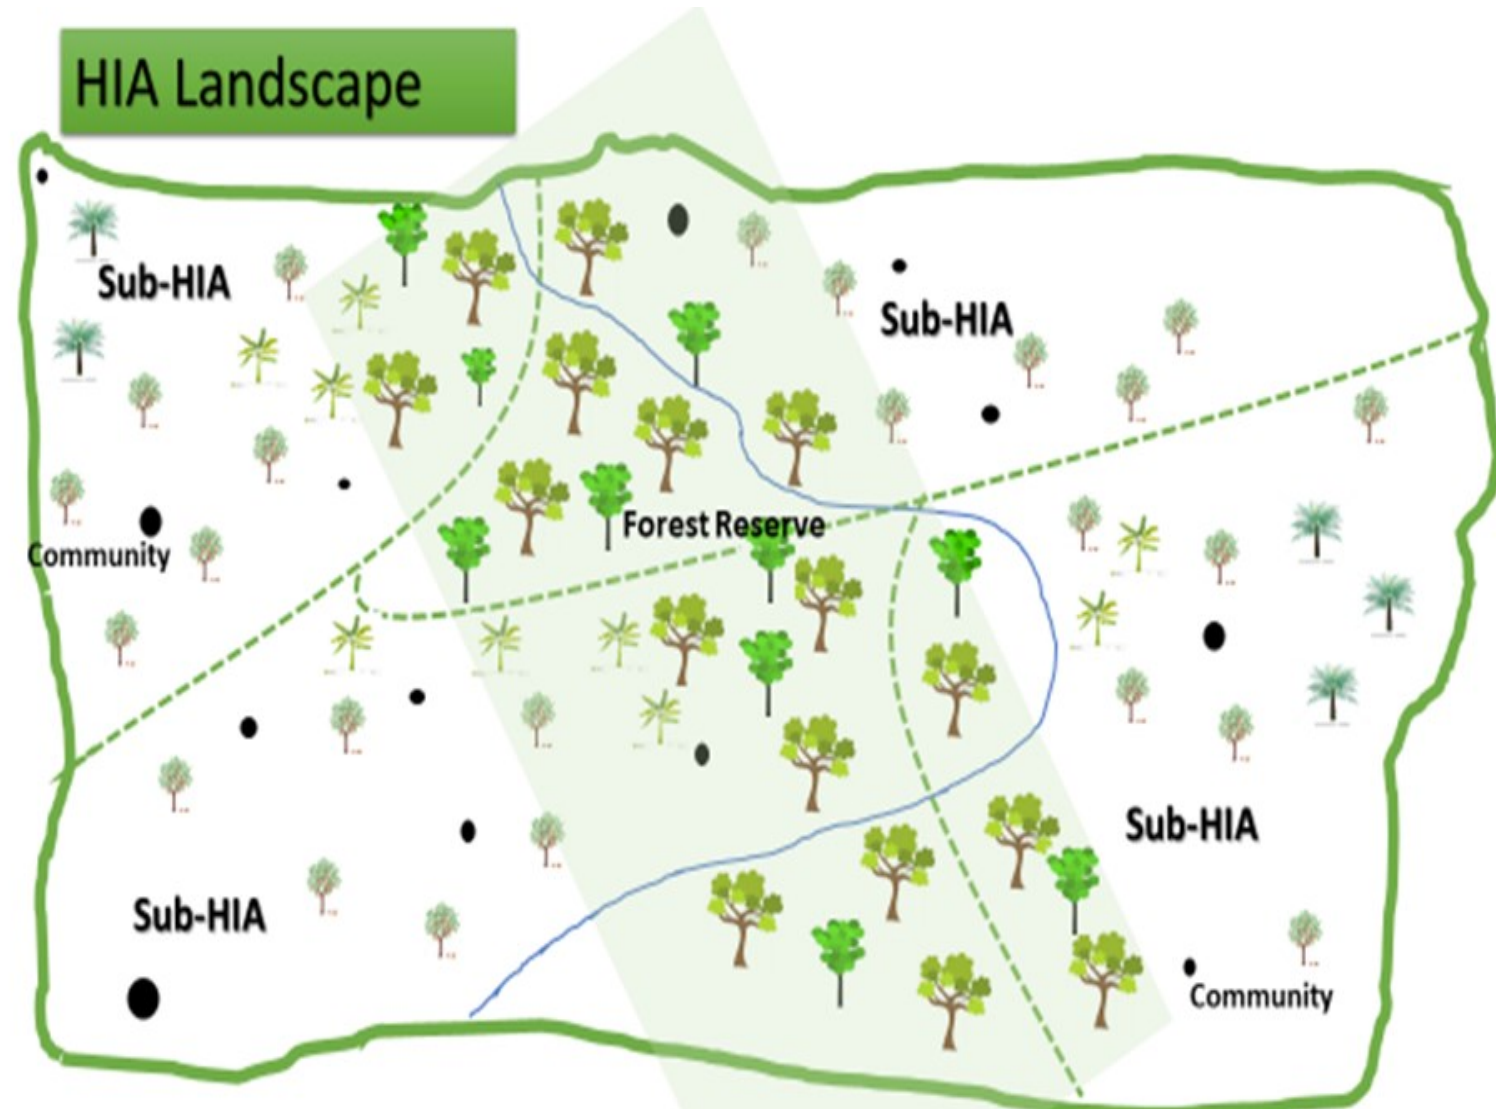 HIA Landscape
Sub-HIA
Sub-HIA
Forest Reserve
Community
Sub-HIA
Sub-HIA
Community